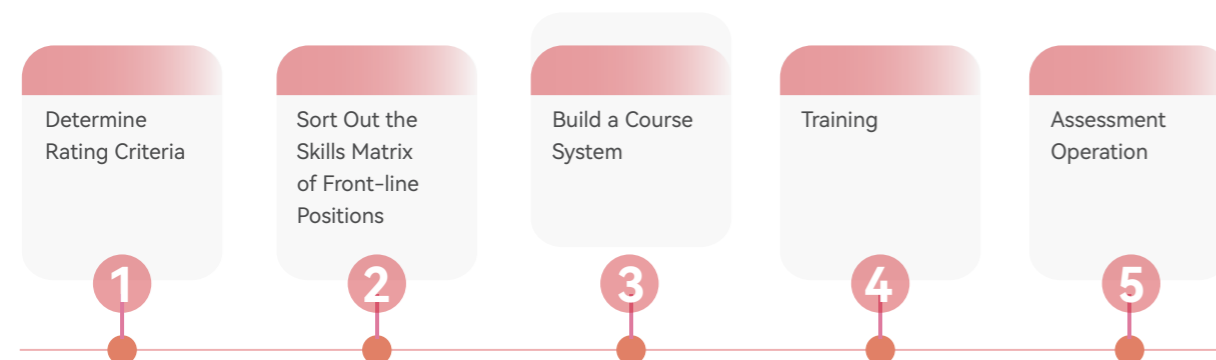 Determine
Rating Criteria
Sort Out the
Skills Matrix
of Front-line
Positions
Build a Course
System
Training
Assessment
Operation
1
2
3
4
5